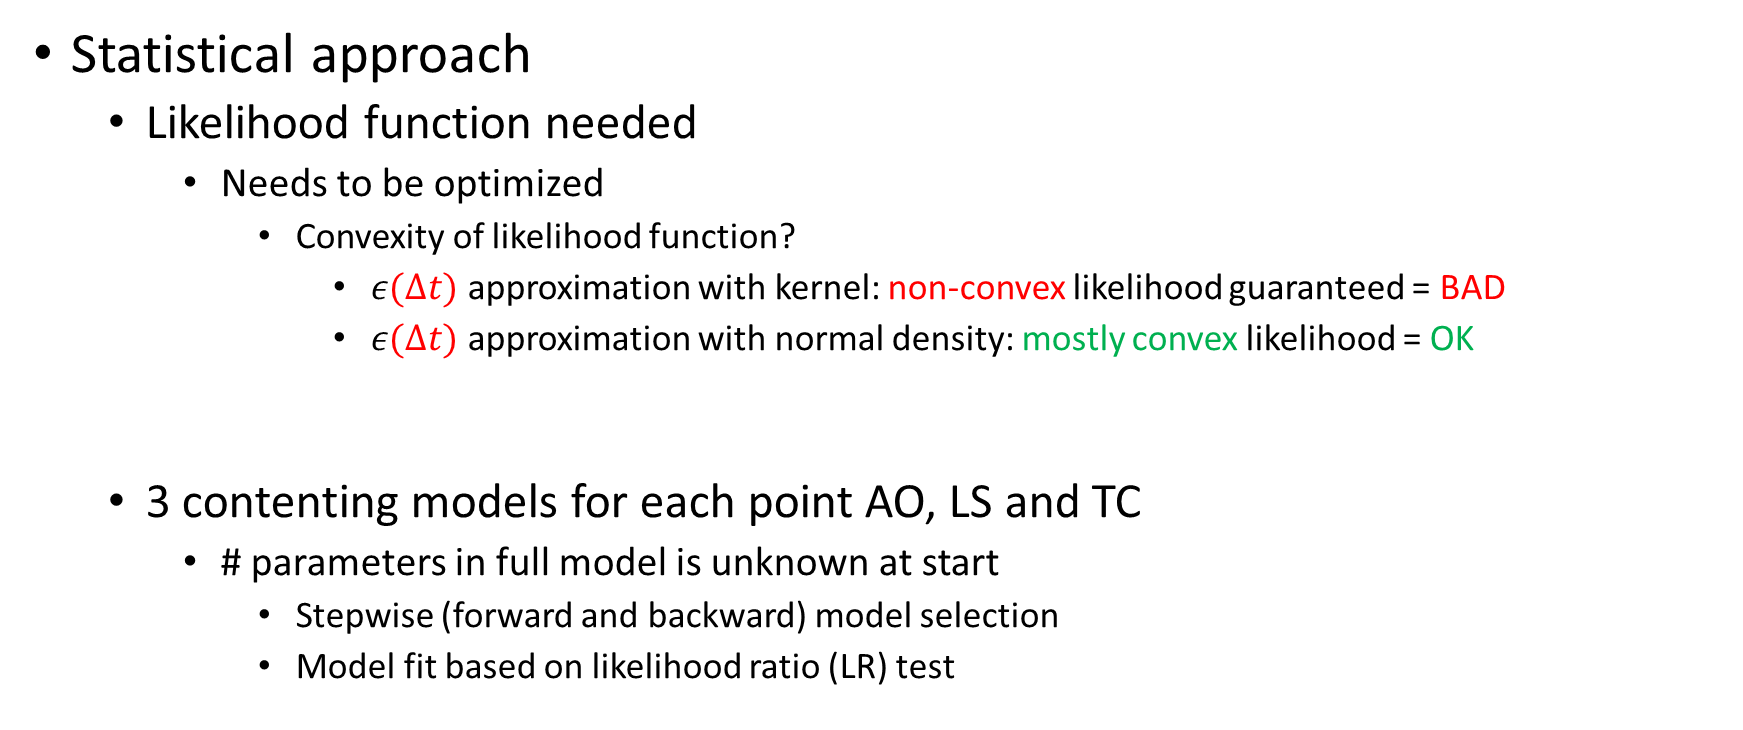 • Statistical approach
• Likelihood function needed
• Needs to be optimized
• Convexity of likelihood function?
• ϵ(Δt) approximation with kernel: non-convex likelihood guaranteed = BAD
• ϵ(Δt) approximation with normal density: mostly convex likelihood = OK
• 3 contenting models for each point AO, LS and TC
• # parameters in full model is unknown at start
• Stepwise (forward and backward) model selection
• Model fit based on likelihood ratio (LR) test